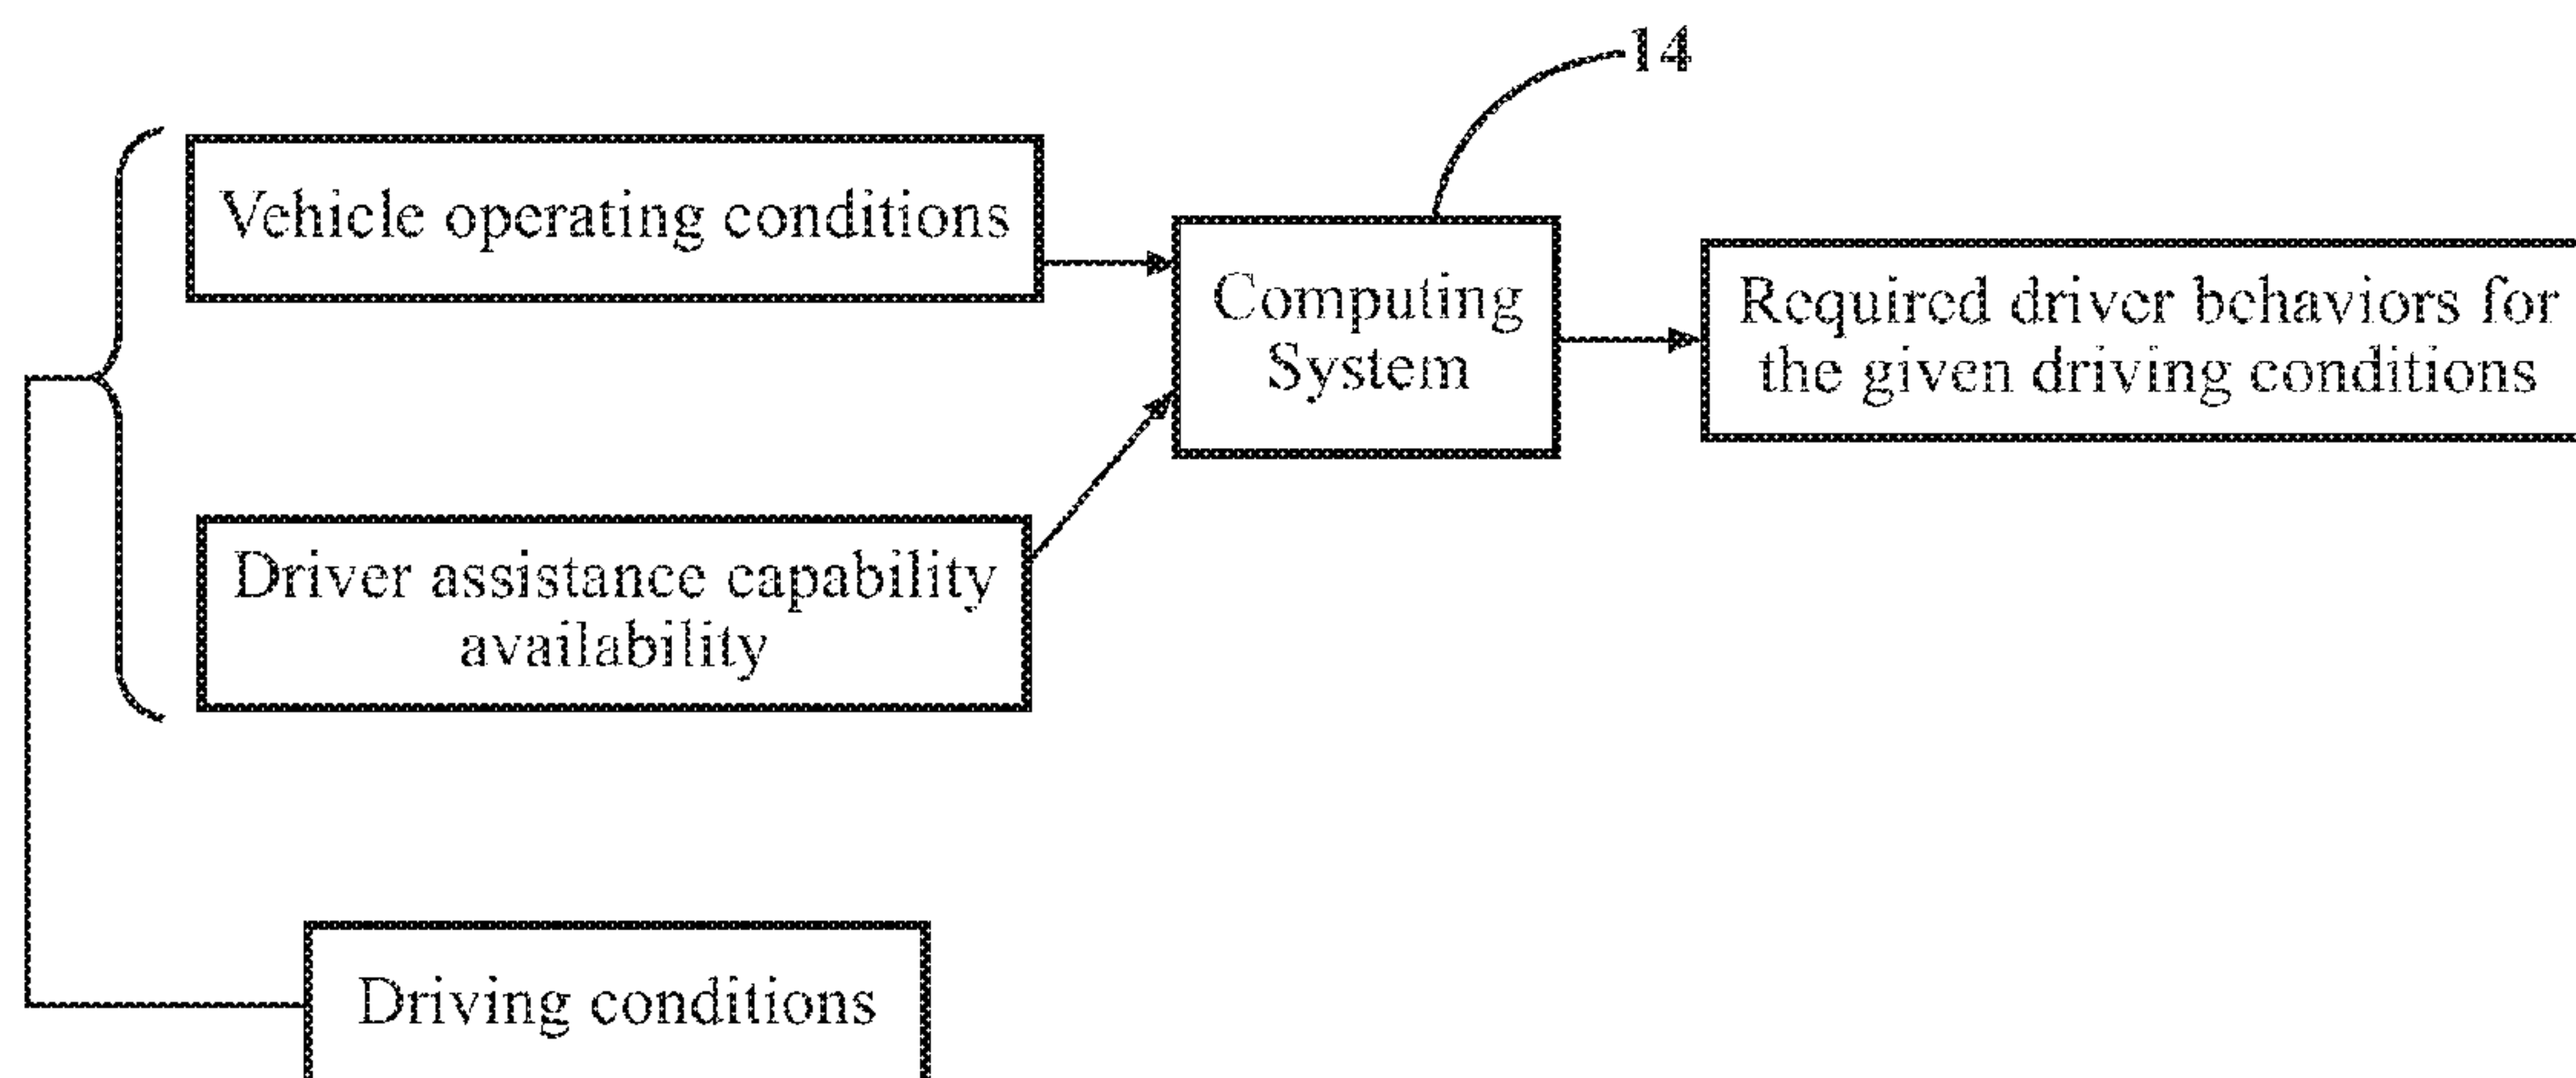 14
Vehicle operating conditions
Computing
System
Required driver behaviors for
the given driving conditions
Driver assistance capability
availability
Driving conditions